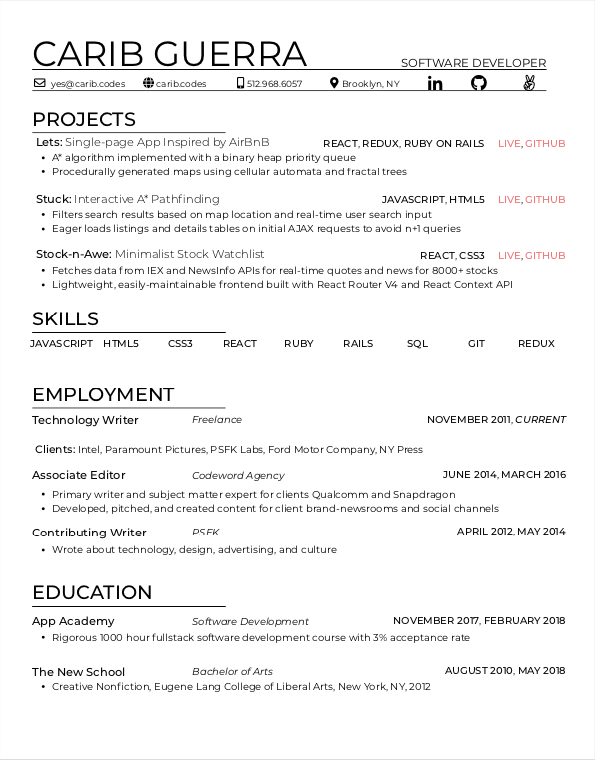 CARIB GUERRA
SOFTWARE DEVELOPER
yes@carib.codes carib.codes 512.968.6057 Brooklyn, NY
PROJECTS
Lets: Single-page App Inspired by AirBnB REACT, REDUX, RUBY ON RAILS LIVE, GITHUB
• A* algorithm implemented with a binary heap priority queue
• Procedurally generated maps using cellular automata and fractal trees
Stuck: Interactive A* Pathfinding JAVASCRIPT, HTML5 LIVE, GITHUB
• Filters search results based on map location and real-time user search input
• Eager loads listings and details tables on initial AJAX requests to avoid n+1 queries
Stock-n-Awe: Minimalist Stock Watchlist REACT, CSS3 LIVE, GITHUB
• Fetches data from IEX and NewsInfo APIs for real-time quotes and news for 8000+ stocks
• Lightweight, easily-maintainable frontend built with React Router V4 and React Context API
SKILLS
JAVASCRIPT HTML5 CSS3 REACT RUBY RAILS SQL GIT REDUX
EMPLOYMENT
Technology Writer Freelance NOVEMBER 2011, CURRENT
Clients: Intel, Paramount Pictures, PSFK Labs, Ford Motor Company, NY Press
Associate Editor Codeword Agency JUNE 2014, MARCH 2016
• Primary writer and subject matter expert for clients Qualcomm and Snapdragon
• Developed, pitched, and created content for client brand-newsrooms and social channels
Contributing Writer PSFK APRIL 2012, MAY 2014
• Wrote about technology, design, advertising, and culture
EDUCATION
App Academy Software Development NOVEMBER 2017, FEBRUARY 2018
• Rigorous 1000 hour fullstack software development course with 3% acceptance rate
The New School Bachelor of Arts AUGUST 2010, MAY 2018
• Creative Nonfiction, Eugene Lang College of Liberal Arts, New York, NY, 2012